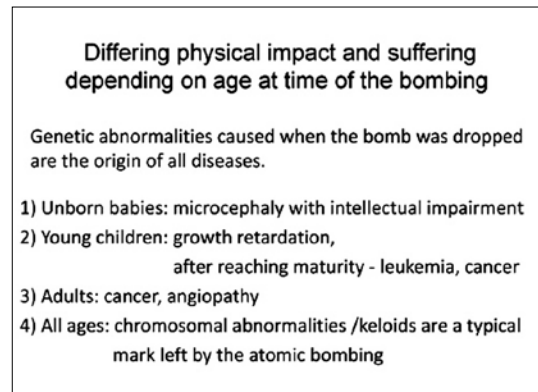 Differing physical impact and suffering
depending on age at time of the bombing
Genetic abnormalities caused when the bomb was dropped
are the origin of all diseases.
1) Unborn babies: microcephaly with intellectual impairment
2) Young children: growth retardation,
after reaching maturity - leukemia, cancer
3) Adults: cancer, angiopathy
4) All ages: chromosomal abnormalities /keloids are a typical
mark left by the atomic bombing